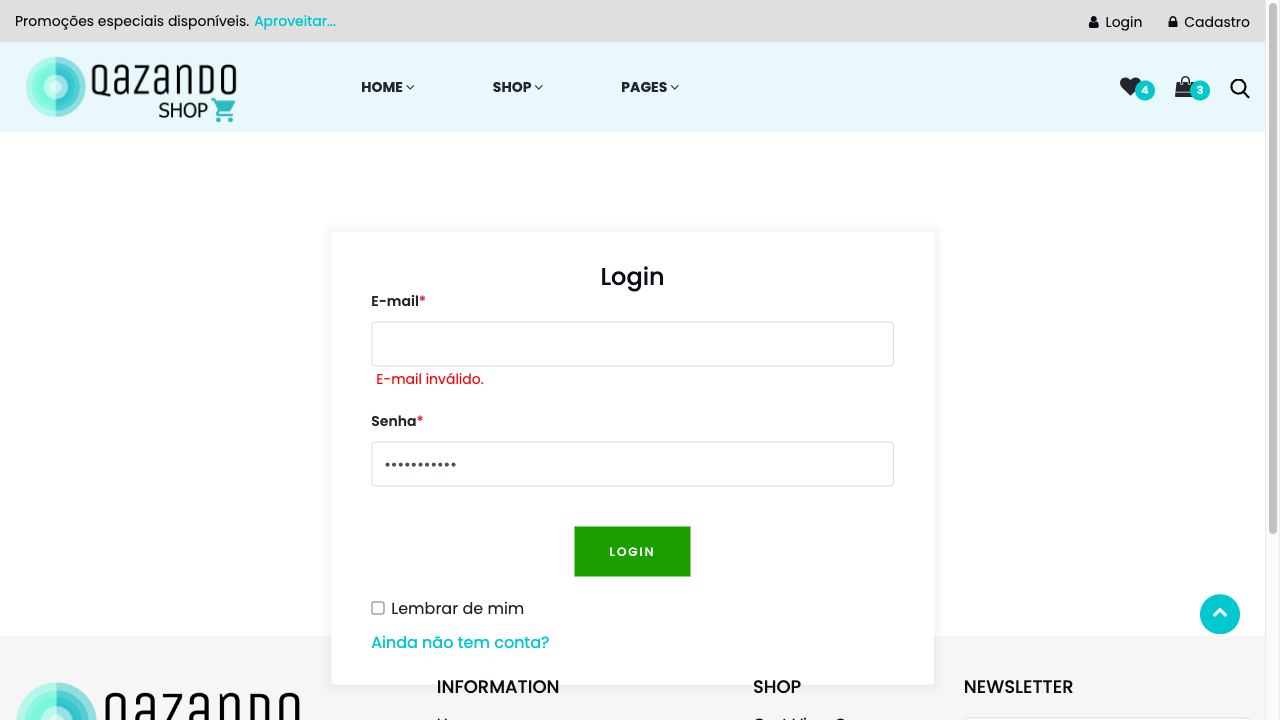 Promoções especiais disponíveis. Aproveitar...
Login
Cadastro
QAZANDO
SHOP
HOME
SHOP
PAGES
4
3
Login
E-mail*
E-mail inválido.
Senha*
•••••••••••
LOGIN
Lembrar de mim
Ainda não tem conta?
QAZANDO
INFORMATION
SHOP
NEWSLETTER